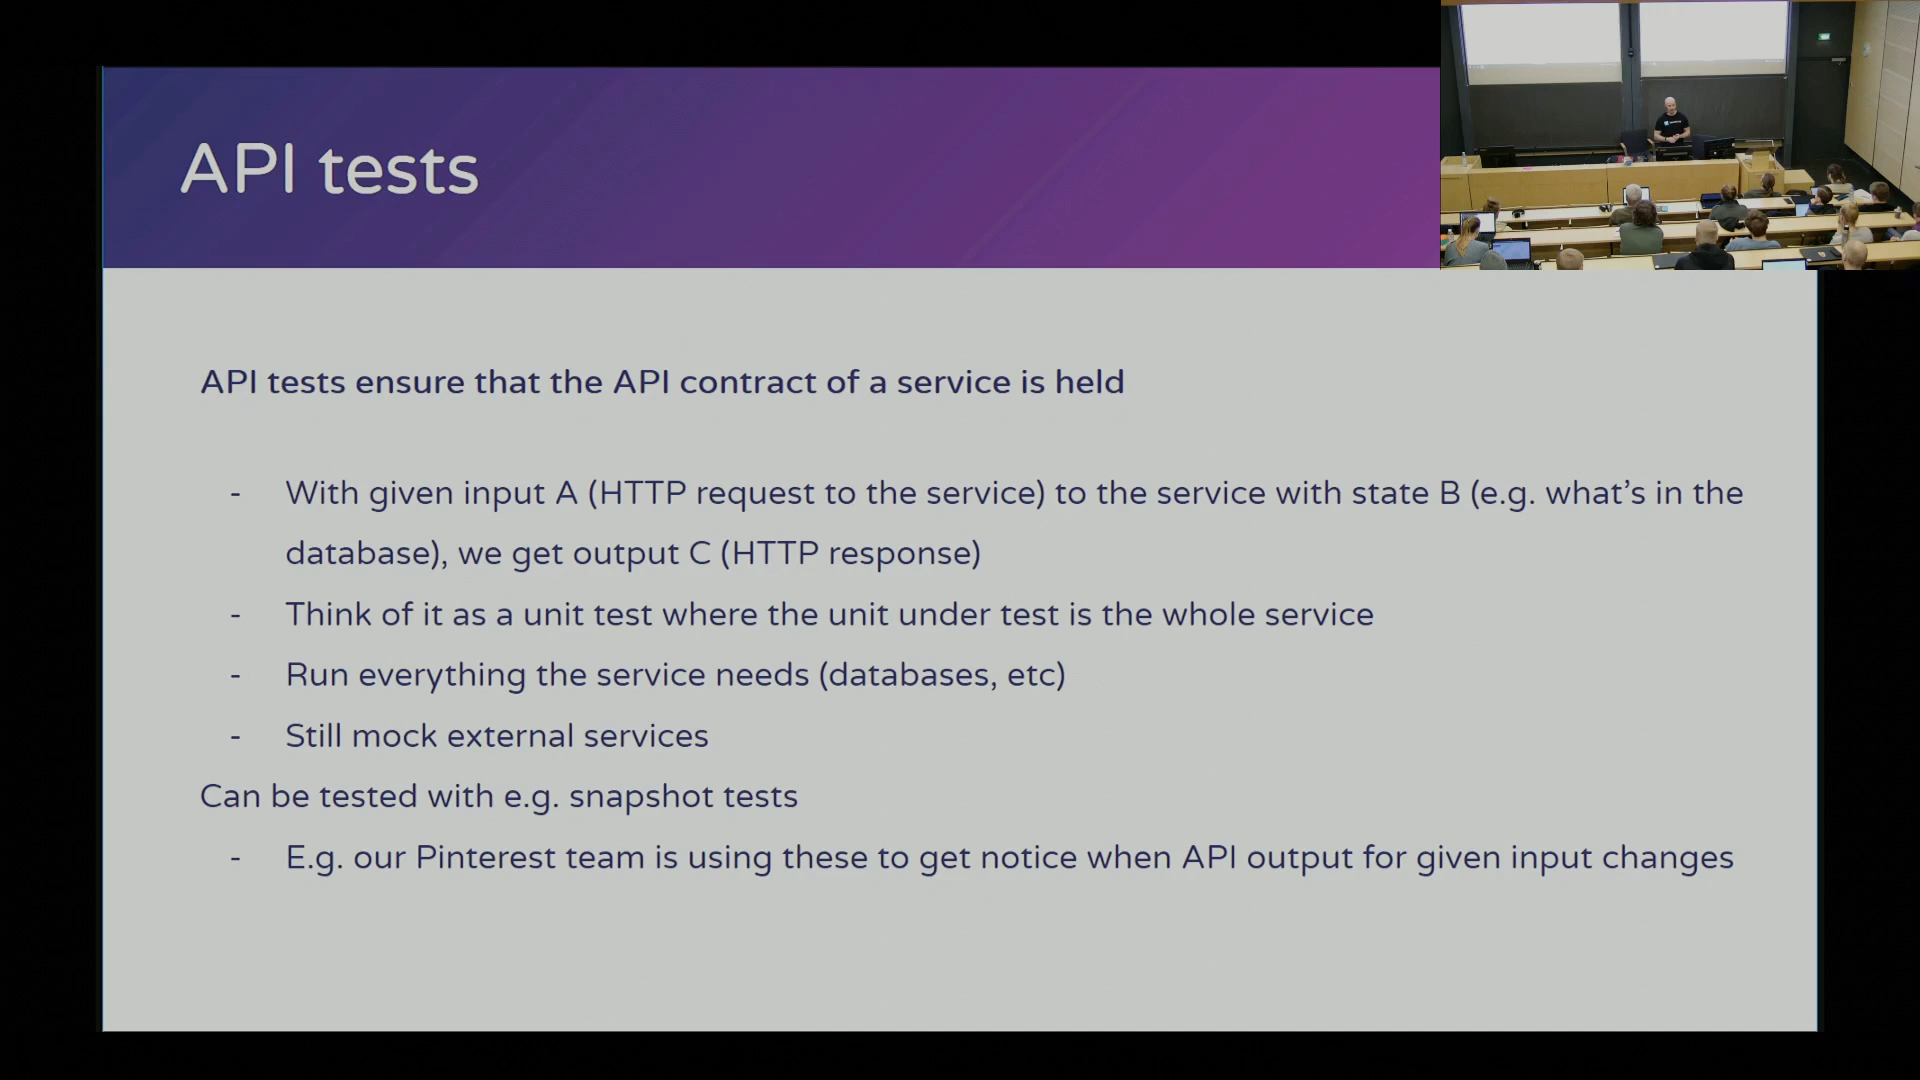 API tests
API tests ensure that the API contract of a service is held
- With given input A (HTTP request to the service) to the service with state B (e.g. what's in the
database), we get output C (HTTP response)
- Think of it as a unit test where the unit under test is the whole service
- Run everything the service needs (databases, etc)
- Still mock external services
Can be tested with e.g. snapshot tests
- E.g. our Pinterest team is using these to get notice when API output for given input changes